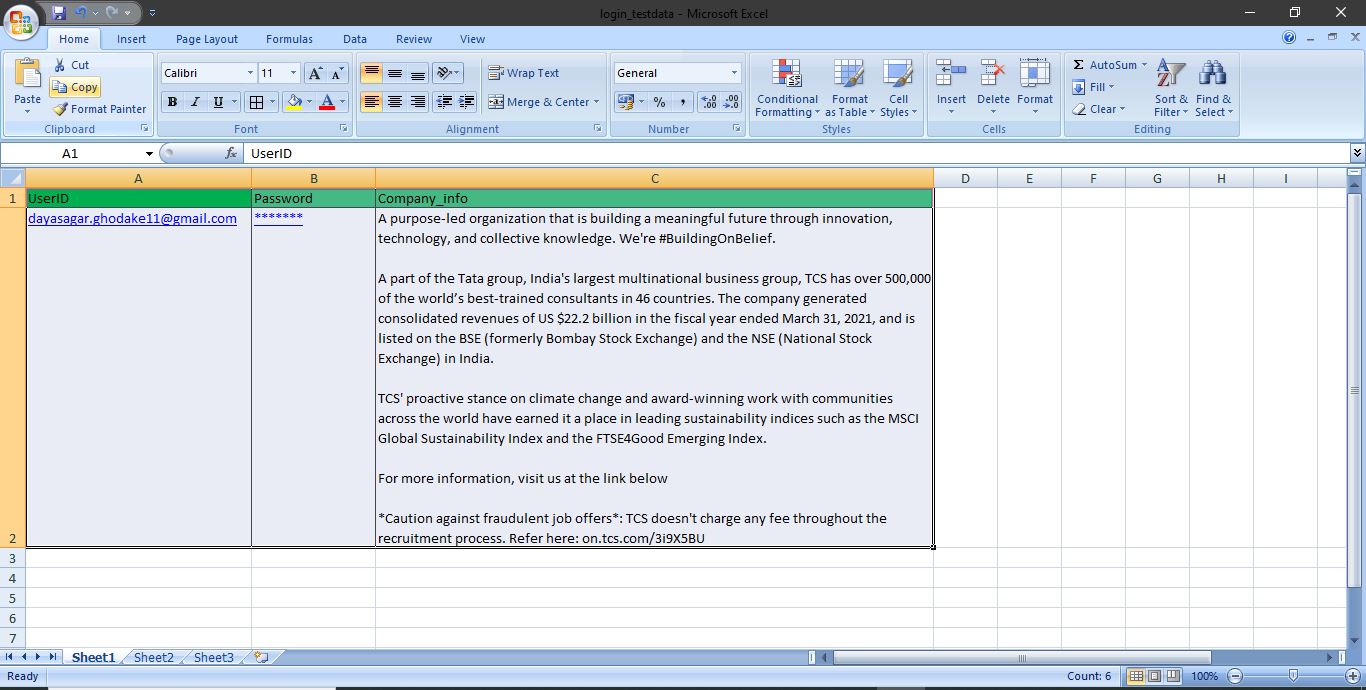 login_testdata - Microsoft Excel
Home Insert Page Layout Formulas Data Review View
Paste
Cut
Copy
Format Painter
Clipboard
Calibri 11
B I U
Font
Wrap Text
Merge & Center
Alignment
General
% ,
Number
Conditional Formatting
Format as Table
Cell Styles
Styles
Insert Delete Format
Cells
Σ AutoSum
Fill
Clear
Sort & Filter
Find & Select
Editing
A1 fx UserID
A B C D E F G H I
1 UserID Password Company_info
dayasagar.ghodake11@gmail.com ******* A purpose-led organization that is building a meaningful future through innovation,
technology, and collective knowledge. We're #BuildingOnBelief.
A part of the Tata group, India's largest multinational business group, TCS has over 500,000
of the world’s best-trained consultants in 46 countries. The company generated
consolidated revenues of US $22.2 billion in the fiscal year ended March 31, 2021, and is
listed on the BSE (formerly Bombay Stock Exchange) and the NSE (National Stock
Exchange) in India.
TCS' proactive stance on climate change and award-winning work with communities
across the world have earned it a place in leading sustainability indices such as the MSCI
Global Sustainability Index and the FTSE4Good Emerging Index.
For more information, visit us at the link below
*Caution against fraudulent job offers*: TCS doesn't charge any fee throughout the
2 recruitment process. Refer here: on.tcs.com/3i9X5BU
3
4
5
6
7
Sheet1 Sheet2 Sheet3
Ready Count: 6 100%